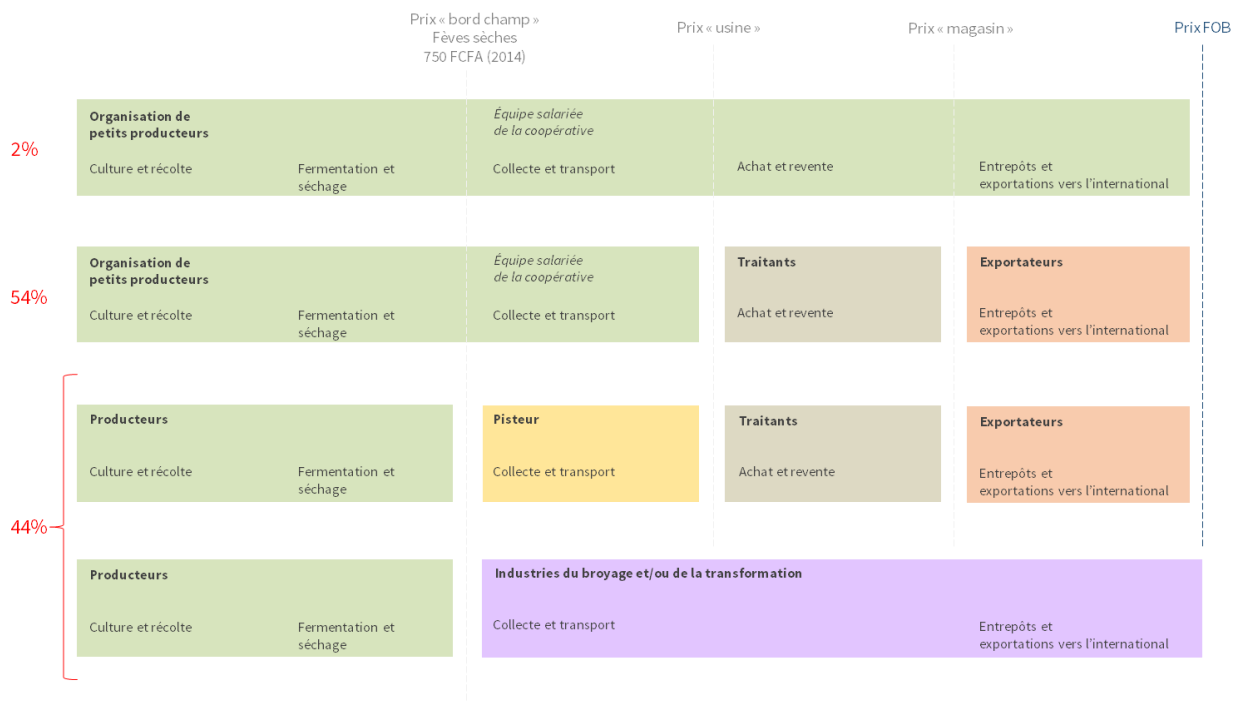 Prix « bord champ »
Fèves sèches
750 FCFA (2014)
Prix « usine »
Prix « magasin »
Prix FOB
2%
Organisation de
petits producteurs
Équipe salariée
de la coopérative
Culture et récolte
Fermentation et
séchage
Collecte et transport
Achat et revente
Entrepôts et
exportations vers l’international
54%
Organisation de
petits producteurs
Équipe salariée
de la coopérative
Traitants
Exportateurs
Culture et récolte
Fermentation et
séchage
Collecte et transport
Achat et revente
Entrepôts et
exportations vers l’international
44%
Producteurs
Pisteur
Traitants
Exportateurs
Culture et récolte
Fermentation et
séchage
Collecte et transport
Achat et revente
Entrepôts et
exportations vers l’international
Producteurs
Industries du broyage et/ou de la transformation
Culture et récolte
Fermentation et
séchage
Collecte et transport
Entrepôts et
exportations vers l’international